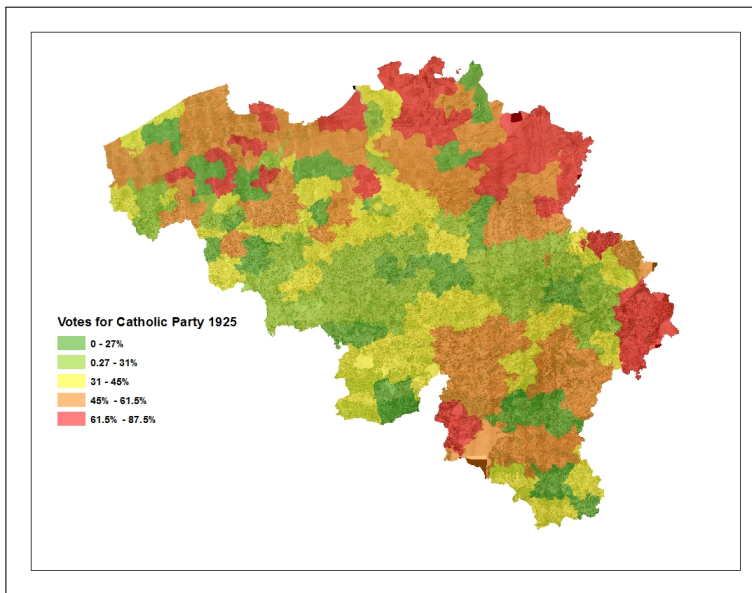 Votes for Catholic Party 1925
0 - 27%
0.27 - 31%
31 - 45%
45% - 61.5%
61.5% - 87.5%